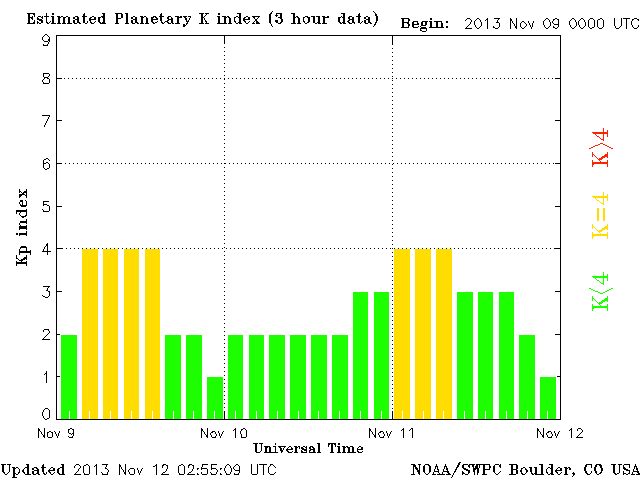 Estimated Planetary K index (3 hour data) Begin: 2013 Nov 09 0000 UTC
9
8
7
6
5
4
3
2
1
0
Kp index
K>4
K=4
K<4
Nov 9 Nov 10 Nov 11 Nov 12
Universal Time
Updated 2013 Nov 12 02:55:09 UTC NOAA/SWPC Boulder, CO USA